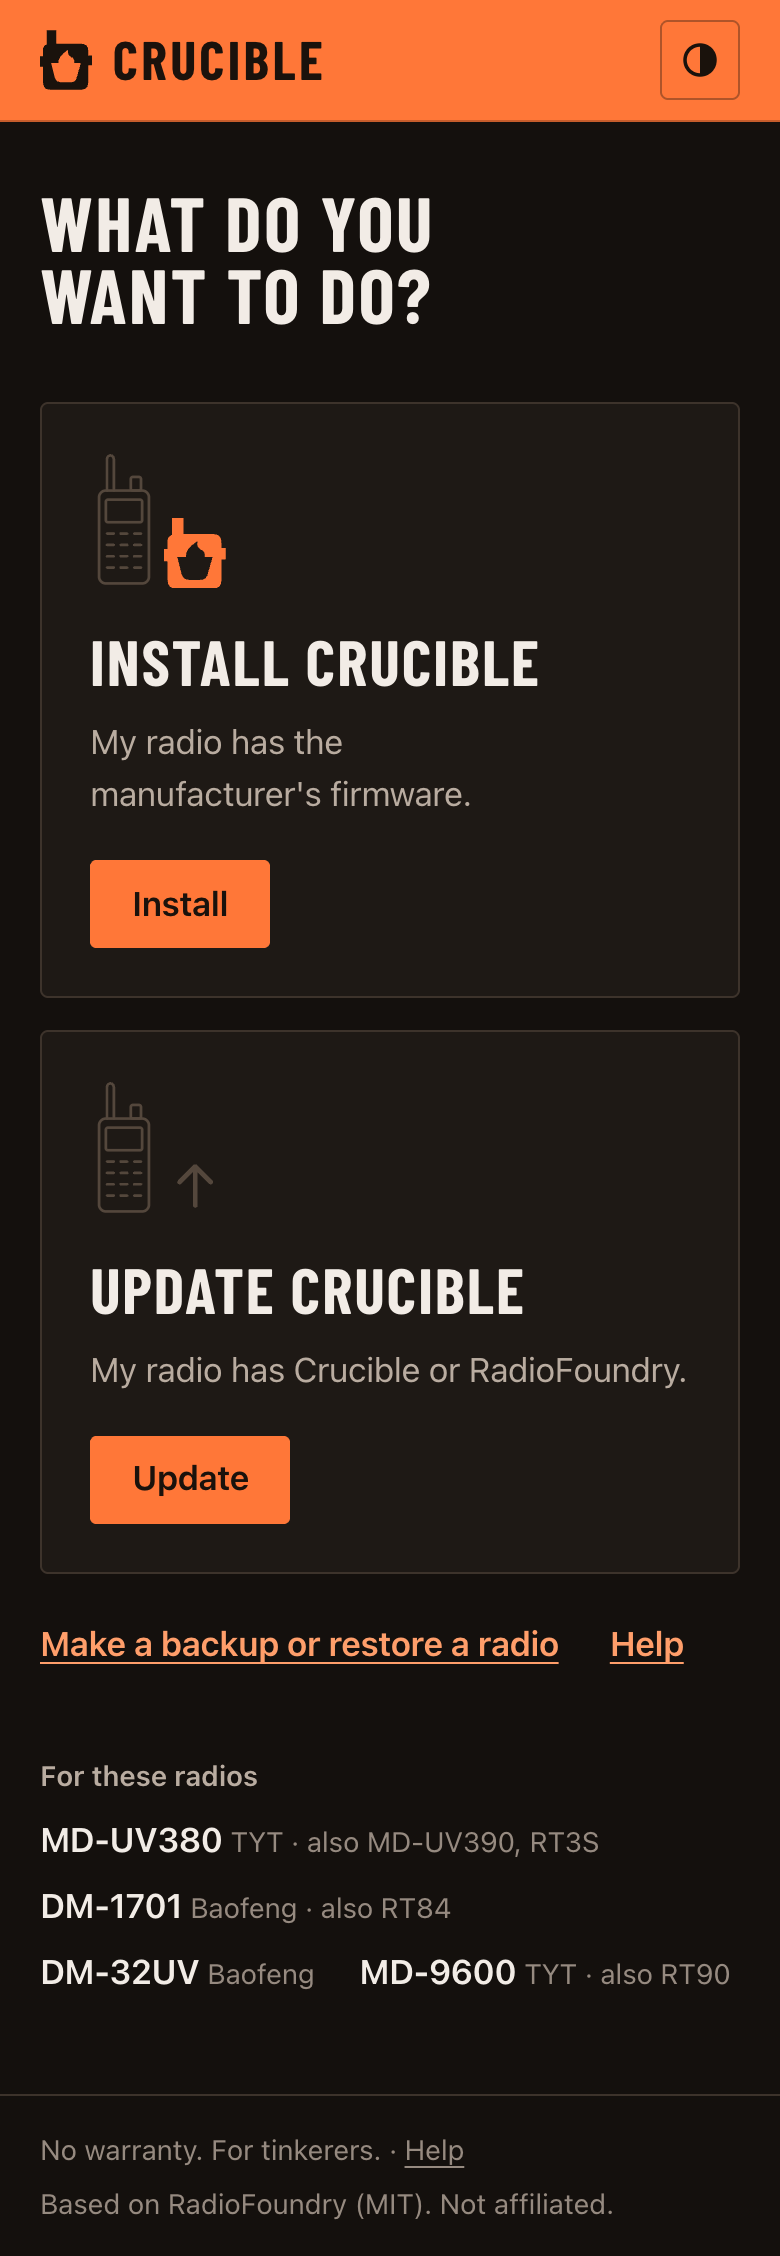 CRUCIBLE
WHAT DO YOU
WANT TO DO?
INSTALL CRUCIBLE
My radio has the
manufacturer's firmware.
Install
UPDATE CRUCIBLE
My radio has Crucible or RadioFoundry.
Update
Make a backup or restore a radio Help
For these radios
MD-UV380 TYT · also MD-UV390, RT3S
DM-1701 Baofeng · also RT84
DM-32UV Baofeng MD-9600 TYT · also RT90
No warranty. For tinkerers. · Help
Based on RadioFoundry (MIT). Not affiliated.